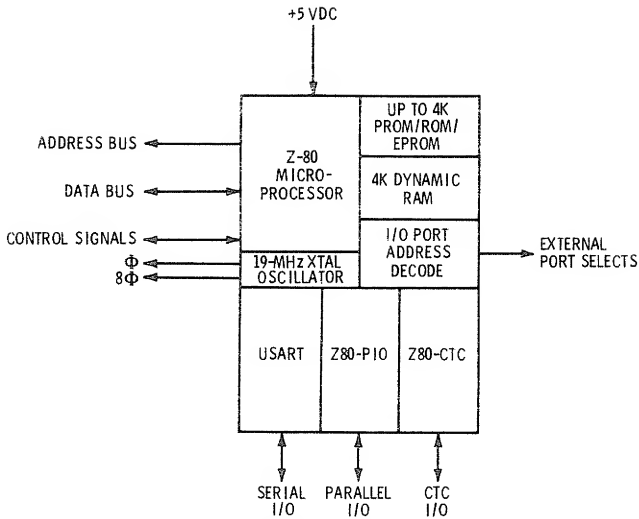 +5 VDC
UP TO 4K
PROM/ROM/
EPROM
ADDRESS BUS
Z-80
MICRO-
PROCESSOR
DATA BUS
4K DYNAMIC
RAM
CONTROL SIGNALS
I/O PORT
ADDRESS
DECODE
EXTERNAL
PORT SELECTS
Φ
8Φ
19-MHz XTAL
OSCILLATOR
USART
Z80-PIO
Z80-CTC
SERIAL
I/O
PARALLEL
I/O
CTC
I/O